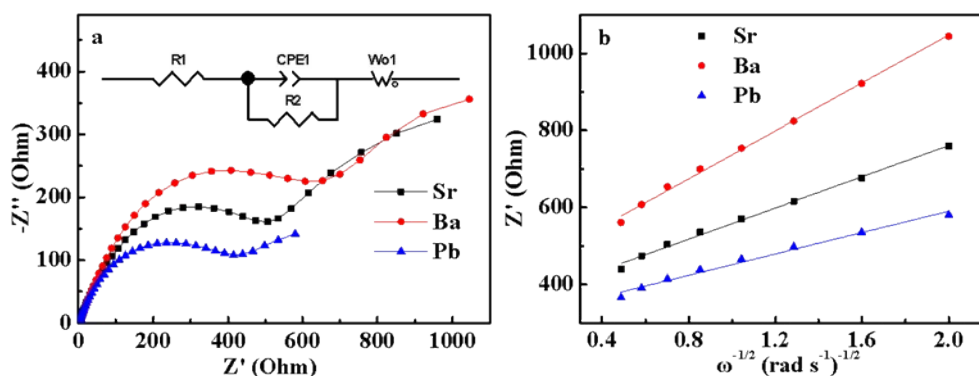 a
R1
CPE1
Wo1
R2
Sr
Ba
Pb
400
300
200
100
0
-Z'' (Ohm)
0 200 400 600 800 1000
Z' (Ohm)
b
Sr
Ba
Pb
1000
800
600
400
Z' (Ohm)
0.4 0.8 1.2 1.6 2.0
ω^-1/2 (rad s^-1)^-1/2